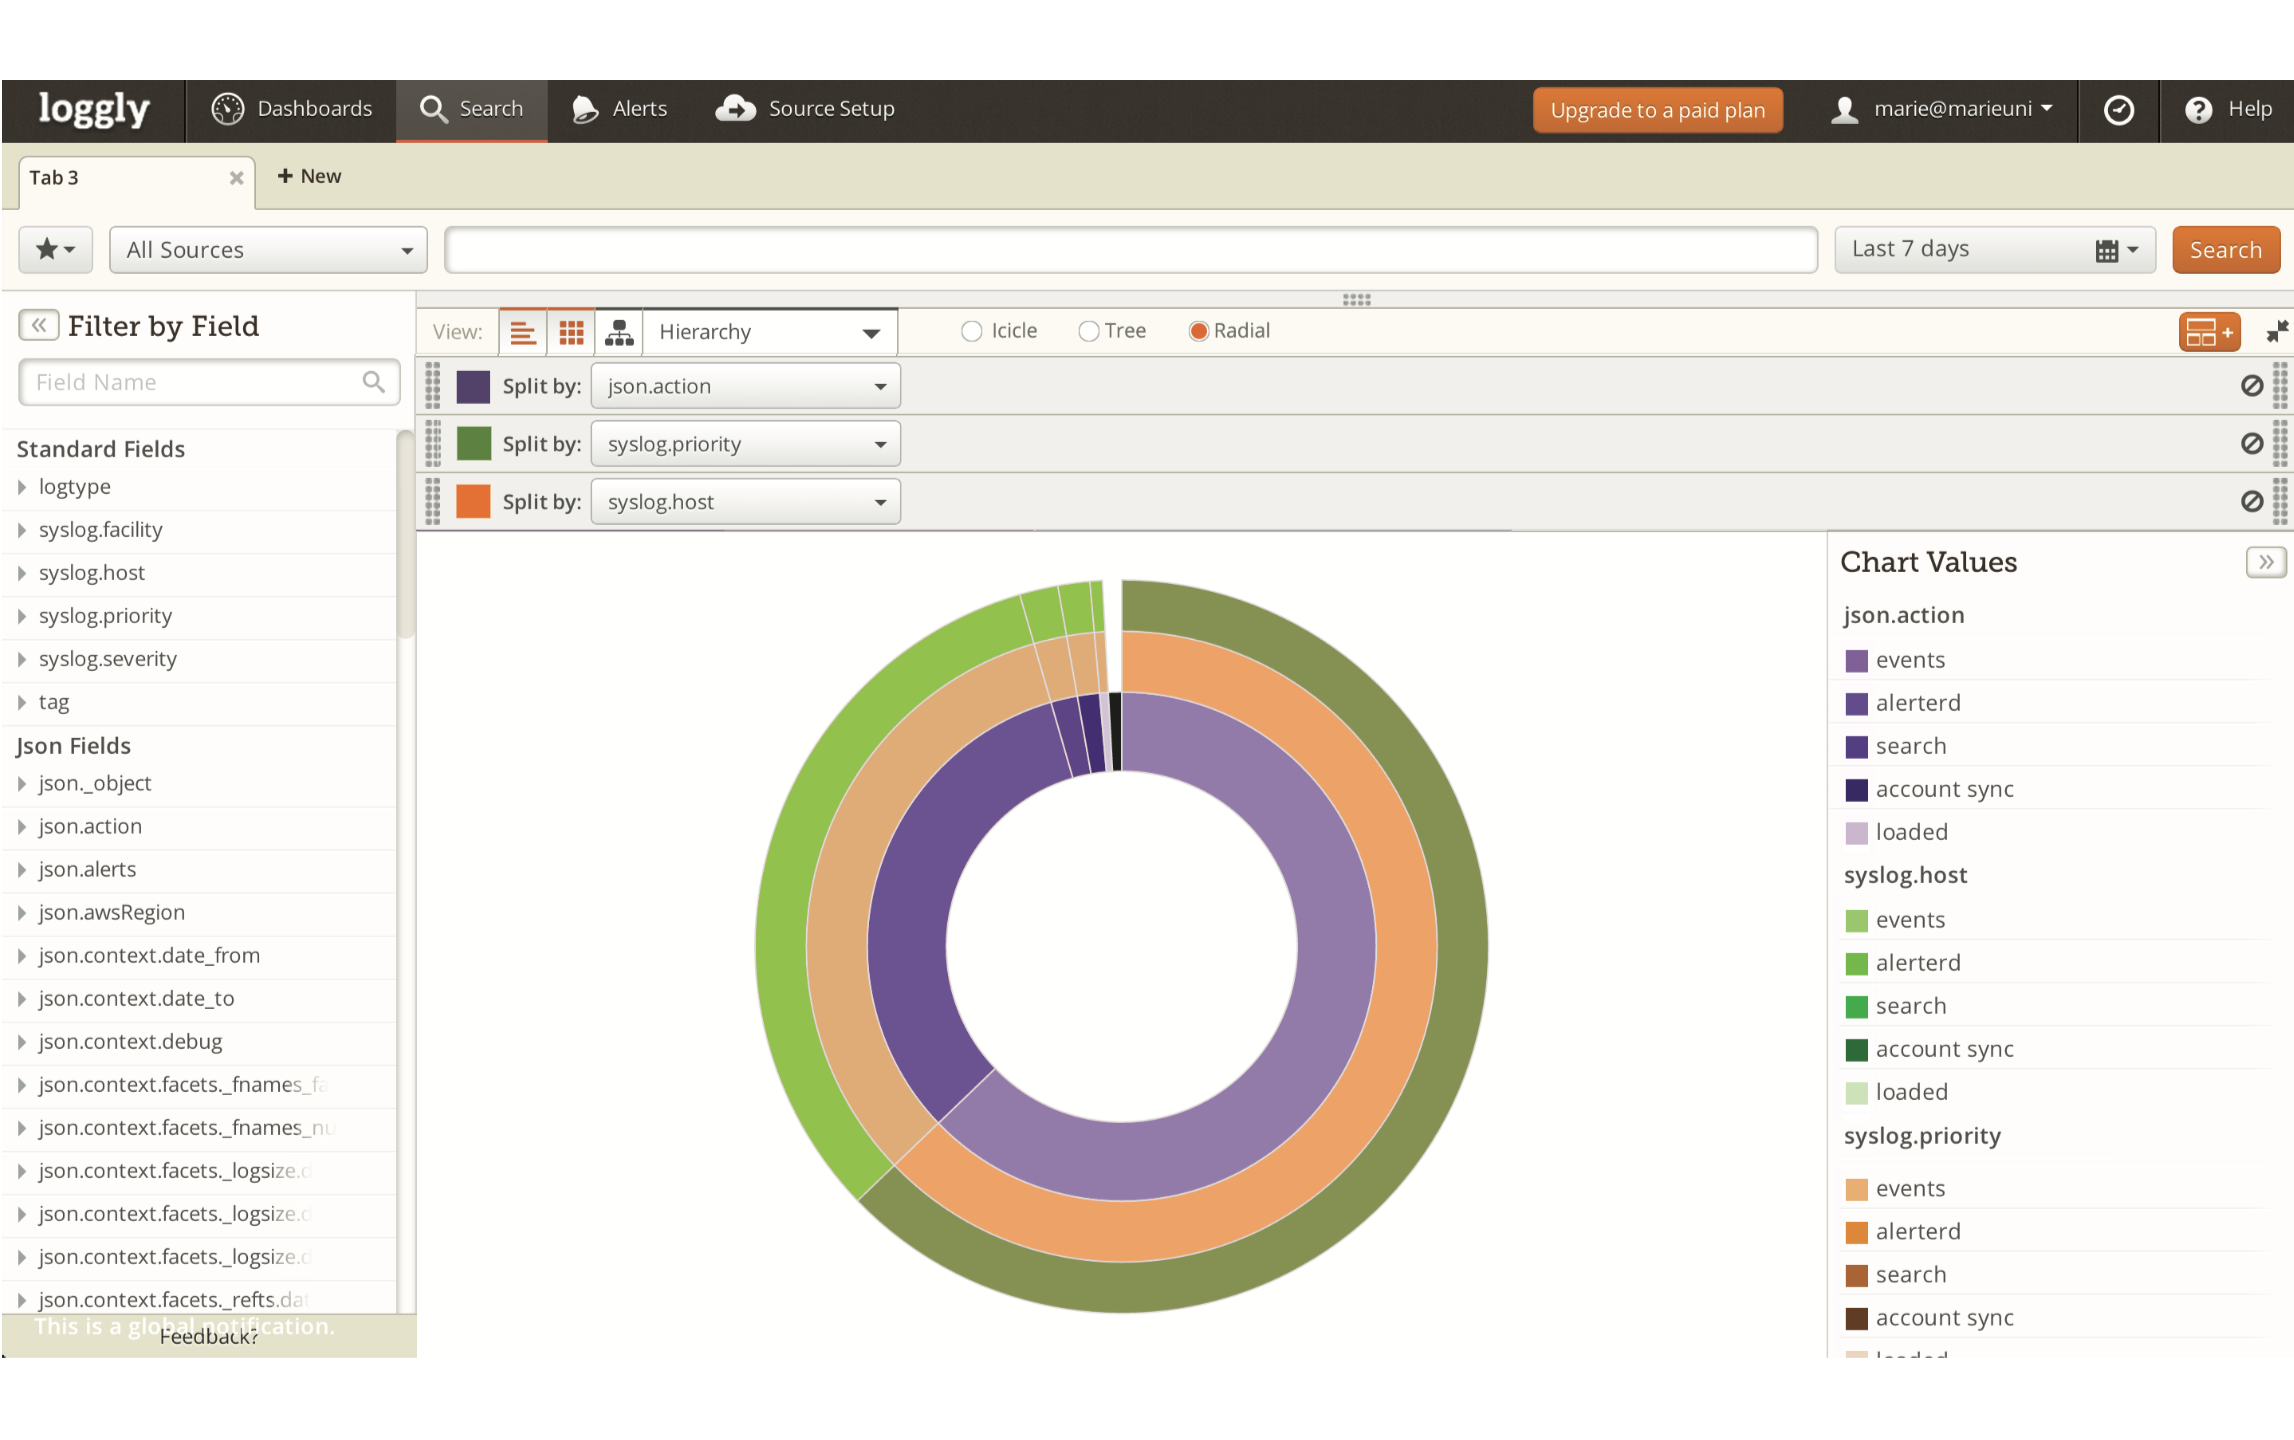 loggly
Dashboards
Search
Alerts
Source Setup
Upgrade to a paid plan
marie@marieuni
Help
Tab 3
New
All Sources
Last 7 days
Search
Filter by Field
Field Name
Standard Fields
logtype
syslog.facility
syslog.host
syslog.priority
syslog.severity
tag
Json Fields
json._object
json.action
json.alerts
json.awsRegion
json.context.date_from
json.context.date_to
json.context.debug
json.context.facets._fnames_fa
json.context.facets._fnames_nu
json.context.facets._logsize.d
json.context.facets._logsize.d
json.context.facets._logsize.d
json.context.facets._refts.dat
This is a global notification.
Feedback?
View:
Hierarchy
Icicle
Tree
Radial
Split by: json.action
Split by: syslog.priority
Split by: syslog.host
Chart Values
json.action
events
alerterd
search
account sync
loaded
syslog.host
events
alerterd
search
account sync
loaded
syslog.priority
events
alerterd
search
account sync